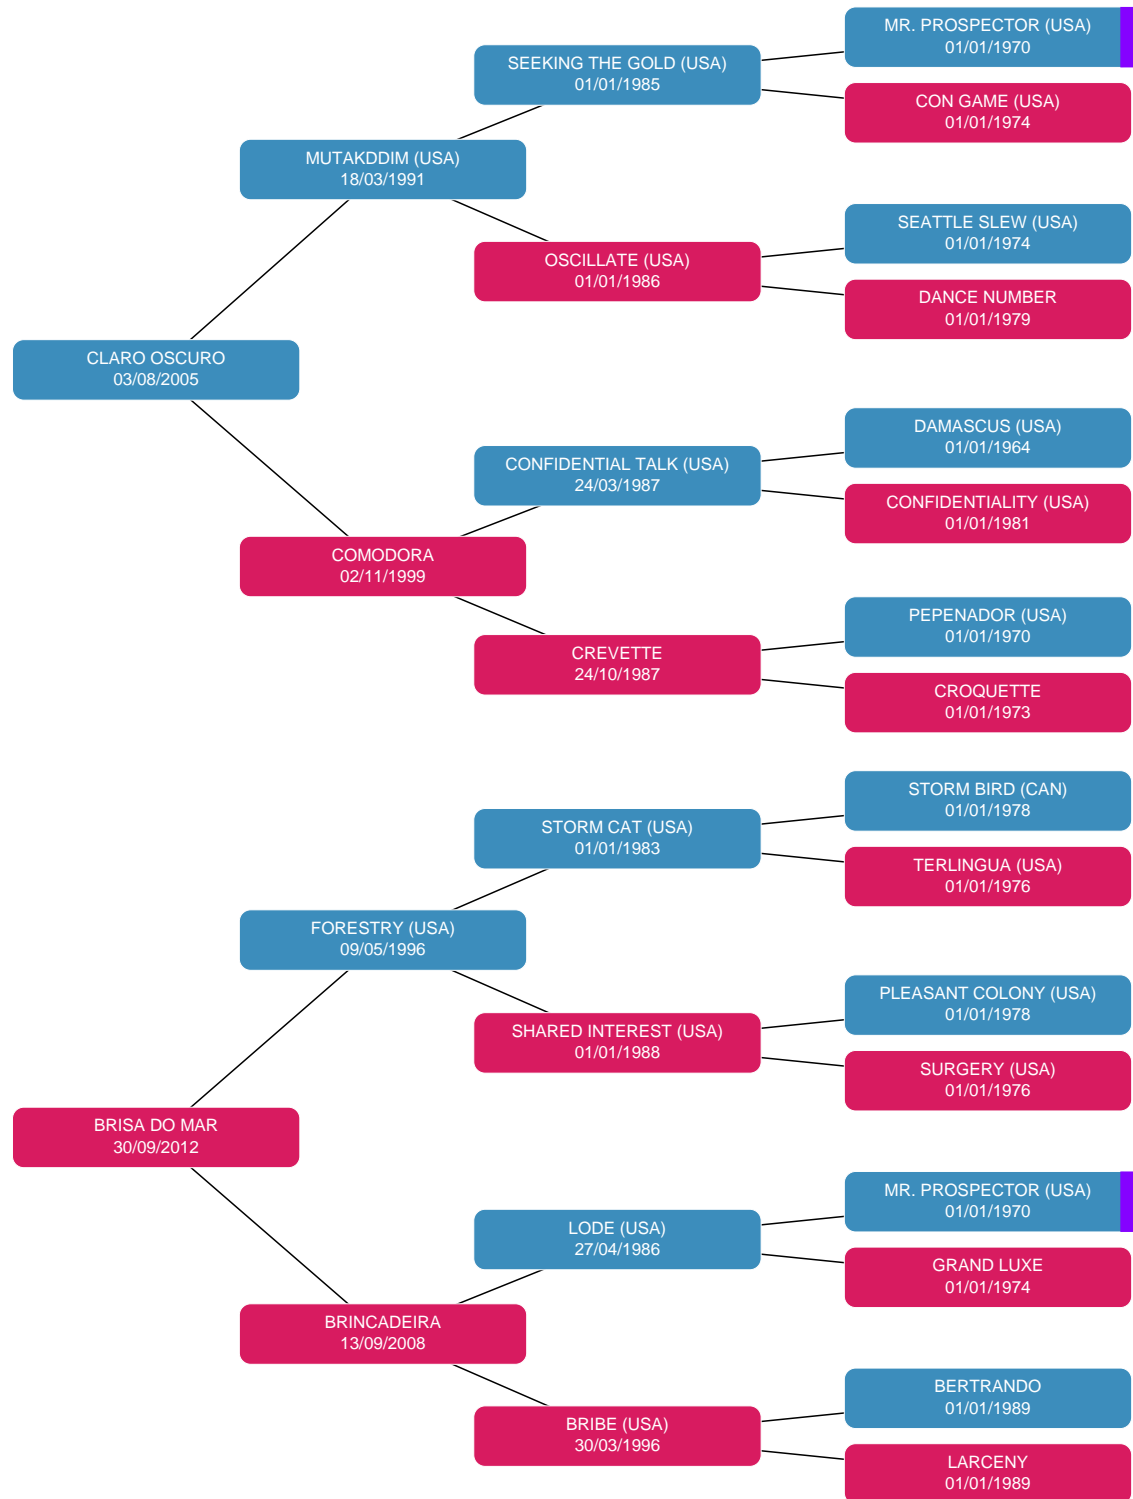 MR. PROSPECTOR (USA)
01/01/1970
SEEKING THE GOLD (USA)
01/01/1985
CON GAME (USA)
01/01/1974
MUTAKDDIM (USA)
18/03/1991
SEATTLE SLEW (USA)
01/01/1974
OSCILLATE (USA)
01/01/1986
DANCE NUMBER
01/01/1979
CLARO OSCURO
03/08/2005
DAMASCUS (USA)
01/01/1964
CONFIDENTIAL TALK (USA)
24/03/1987
CONFIDENTIALITY (USA)
01/01/1981
COMODORA
02/11/1999
PEPENADOR (USA)
01/01/1970
CREVETTE
24/10/1987
CROQUETTE
01/01/1973
STORM BIRD (CAN)
01/01/1978
STORM CAT (USA)
01/01/1983
TERLINGUA (USA)
01/01/1976
FORESTRY (USA)
09/05/1996
PLEASANT COLONY (USA)
01/01/1978
SHARED INTEREST (USA)
01/01/1988
SURGERY (USA)
01/01/1976
BRISA DO MAR
30/09/2012
MR. PROSPECTOR (USA)
01/01/1970
LODE (USA)
27/04/1986
GRAND LUXE
01/01/1974
BRINCADEIRA
13/09/2008
BERTRANDO
01/01/1989
BRIBE (USA)
30/03/1996
LARCENY
01/01/1989